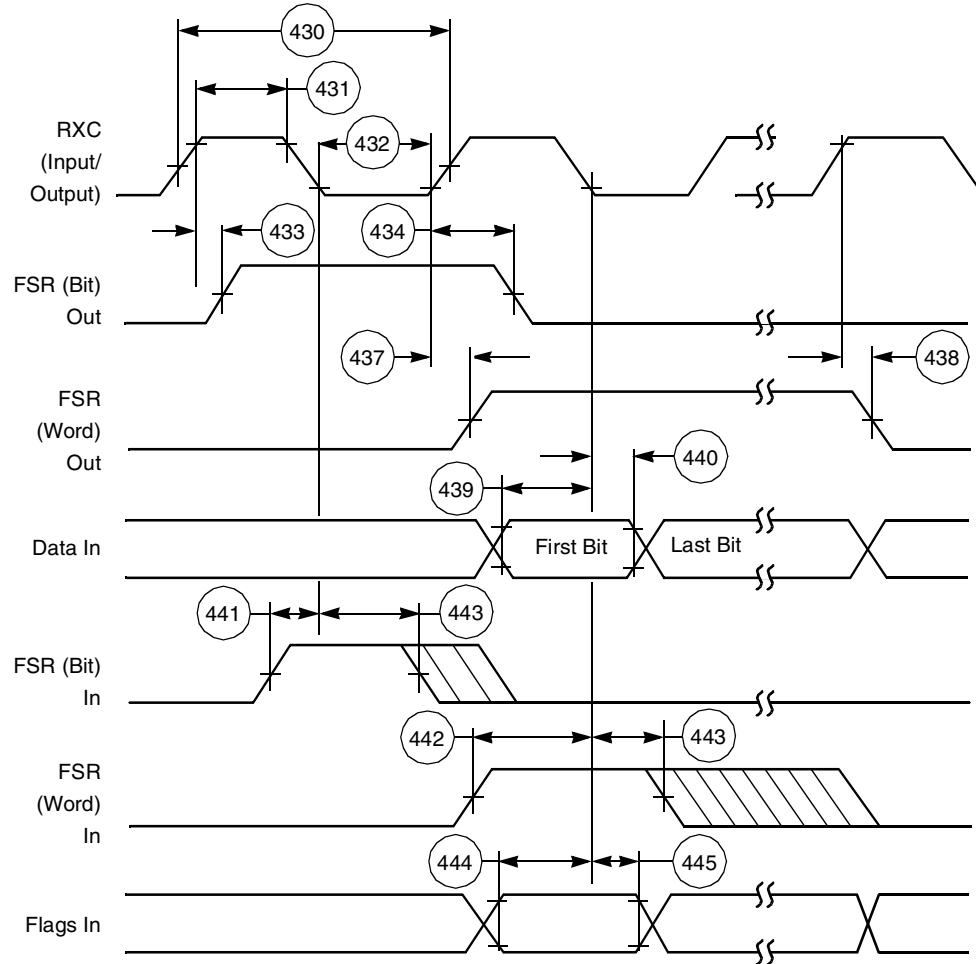 430
431
RXC
(Input/
Output)
432
433
434
FSR (Bit)
Out
437
438
FSR
(Word)
Out
440
439
Data In
First Bit
Last Bit
441
443
FSR (Bit)
In
442
443
FSR
(Word)
In
444
445
Flags In